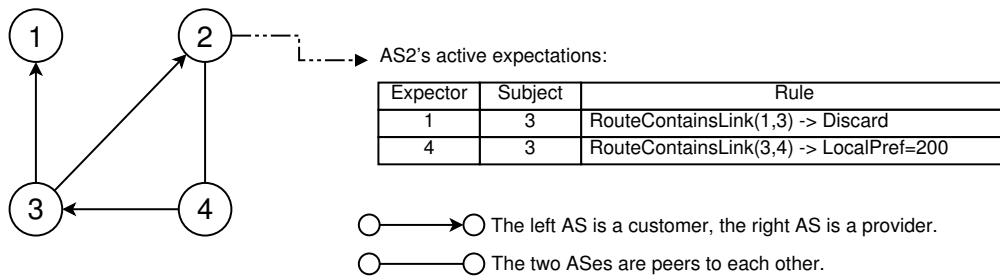 1
2
AS2's active expectations:
Expector Subject Rule
1 3 RouteContainsLink(1,3) -> Discard
4 3 RouteContainsLink(3,4) -> LocalPref=200
3
4
The left AS is a customer, the right AS is a provider.
The two ASes are peers to each other.